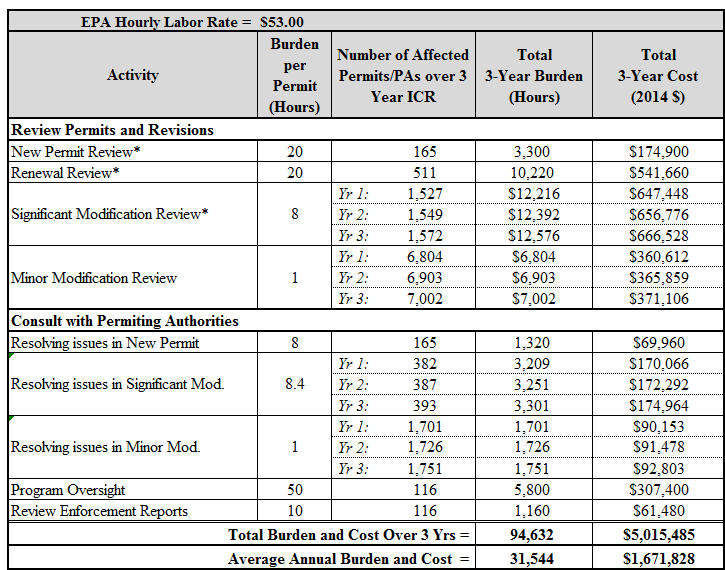 EPA Hourly Labor Rate = $53.00
Activity Burden per Permit (Hours) Number of Affected Permits/PAs over 3 Year ICR Total 3-Year Burden (Hours) Total 3-Year Cost (2014 $)
Review Permits and Revisions
New Permit Review* 20 165 3,300 $174,900
Renewal Review* 20 511 10,220 $541,660
Significant Modification Review* 8
Yr 1: 1,527 $12,216 $647,448
Yr 2: 1,549 $12,392 $656,776
Yr 3: 1,572 $12,576 $666,528
Minor Modification Review 1
Yr 1: 6,804 $6,804 $360,612
Yr 2: 6,903 $6,903 $365,859
Yr 3: 7,002 $7,002 $371,106
Consult with Permiting Authorities
Resolving issues in New Permit 8 165 1,320 $69,960
Resolving issues in Significant Mod. 8.4
Yr 1: 382 3,209 $170,066
Yr 2: 387 3,251 $172,292
Yr 3: 393 3,301 $174,964
Resolving issues in Minor Mod. 1
Yr 1: 1,701 1,701 $90,153
Yr 2: 1,726 1,726 $91,478
Yr 3: 1,751 1,751 $92,803
Program Oversight 50 116 5,800 $307,400
Review Enforcement Reports 10 116 1,160 $61,480
Total Burden and Cost Over 3 Yrs = 94,632 $5,015,485
Average Annual Burden and Cost = 31,544 $1,671,828